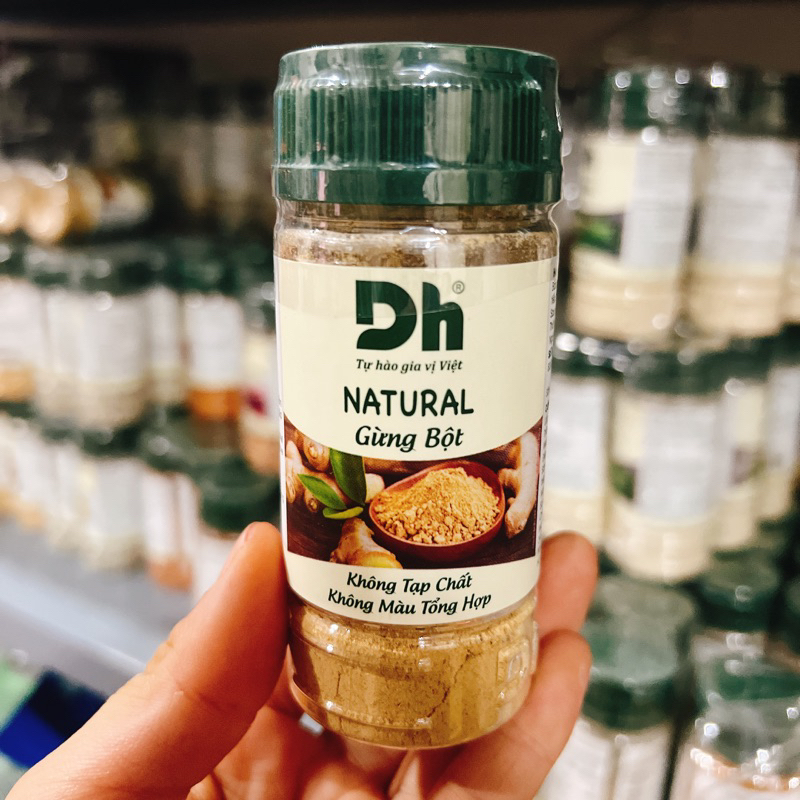 Dh®
Tự hào gia vị Việt
NATURAL
Gừng Bột
Không Tạp Chất
Không Màu Tổng Hợp